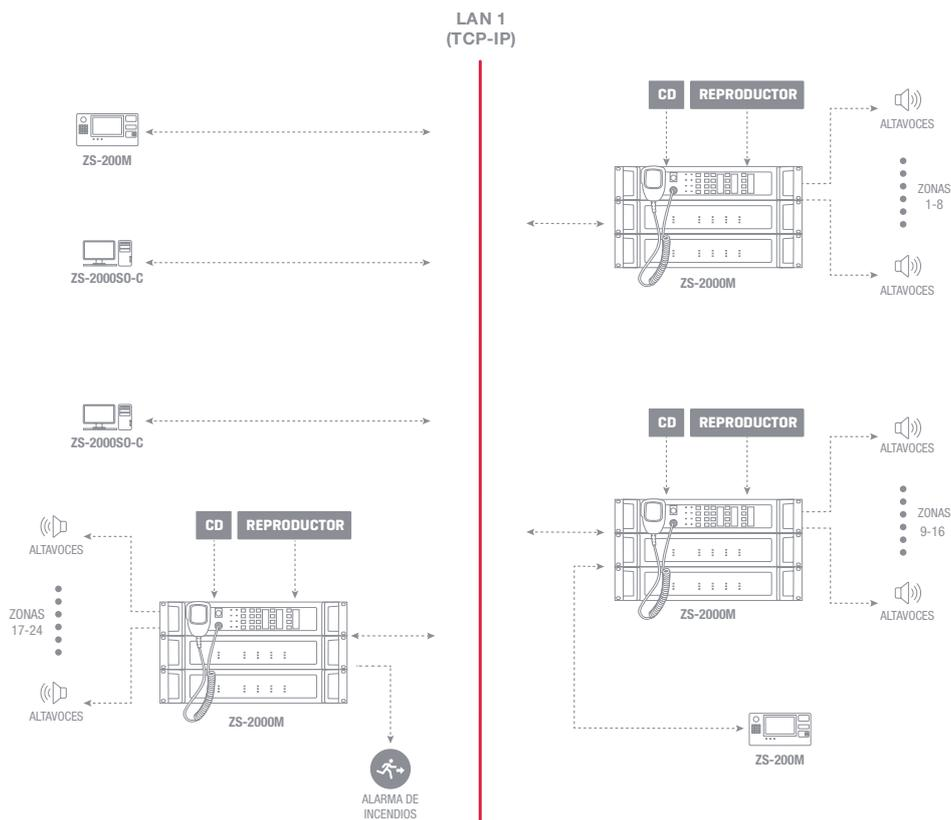 LAN 1
(TCP-IP)
ZS-200M
ZS-2000SO-C
ZS-2000SO-C
CD REPRODUCTOR
ALTAVOCES
ZONAS
17-24
ALTAVOCES
ZS-2000M
ALARMA DE
INCENDIOS
CD REPRODUCTOR
ALTAVOCES
ZONAS
1-8
ALTAVOCES
ZS-2000M
CD REPRODUCTOR
ALTAVOCES
ZONAS
9-16
ALTAVOCES
ZS-2000M
ZS-200M